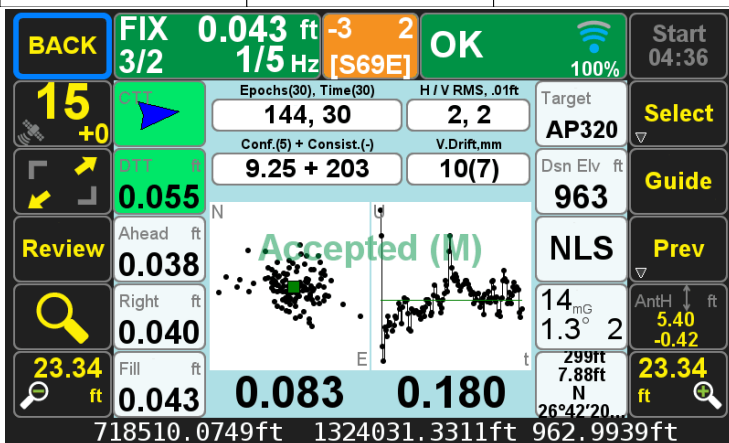 BACK
FIX 0.043 ft
3/2 1/5 Hz
-3 2
[S69E]
OK
100%
Start
04:36
15
+0
CTT
Epochs(30), Time(30)
144, 30
H / V RMS, .01ft
2, 2
Conf.(5) + Consist.(-)
9.25 + 203
V.Drift,mm
10(7)
Target
AP320
Select
DTT ft
0.055
Dsn Elv ft
963
Guide
Review
Ahead ft
0.038
N
U
Accepted (M)
E
t
NLS
Prev
Right ft
0.040
14mG
1.3° 2
AntH ft
5.40
-0.42
23.34
ft
Fill ft
0.043
0.083 0.180
299ft
7.88ft
N
26°42'20...
23.34
ft
718510.0749ft 1324031.3311ft 962.9939ft